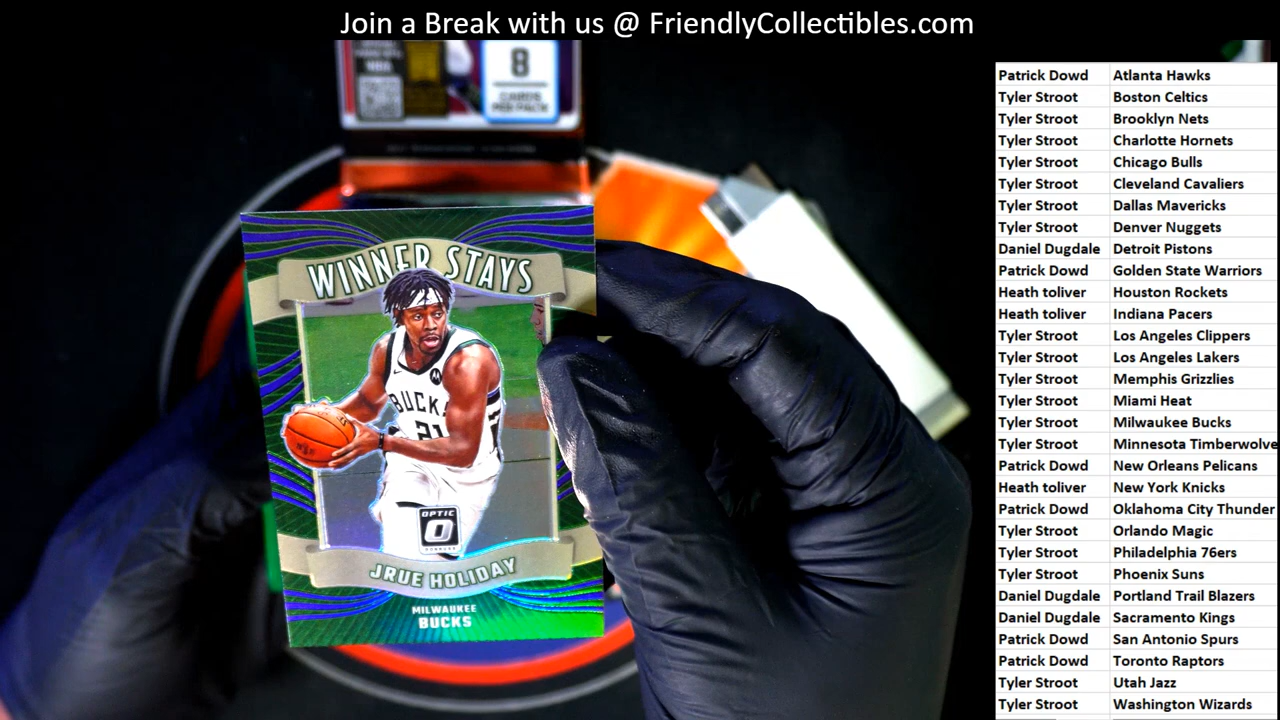 Join a Break with us @ FriendlyCollectibles.com
8
CARDS
PER PACK
WINNER STAYS
BUCK
21
OPTIC
JRUE HOLIDAY
MILWAUKEE
BUCKS
Patrick Dowd Atlanta Hawks
Tyler Stroot Boston Celtics
Tyler Stroot Brooklyn Nets
Tyler Stroot Charlotte Hornets
Tyler Stroot Chicago Bulls
Tyler Stroot Cleveland Cavaliers
Tyler Stroot Dallas Mavericks
Tyler Stroot Denver Nuggets
Daniel Dugdale Detroit Pistons
Patrick Dowd Golden State Warriors
Heath toliver Houston Rockets
Heath toliver Indiana Pacers
Tyler Stroot Los Angeles Clippers
Tyler Stroot Los Angeles Lakers
Tyler Stroot Memphis Grizzlies
Tyler Stroot Miami Heat
Tyler Stroot Milwaukee Bucks
Tyler Stroot Minnesota Timberwolve
Patrick Dowd New Orleans Pelicans
Heath toliver New York Knicks
Patrick Dowd Oklahoma City Thunder
Tyler Stroot Orlando Magic
Tyler Stroot Philadelphia 76ers
Tyler Stroot Phoenix Suns
Daniel Dugdale Portland Trail Blazers
Daniel Dugdale Sacramento Kings
Patrick Dowd San Antonio Spurs
Patrick Dowd Toronto Raptors
Tyler Stroot Utah Jazz
Tyler Stroot Washington Wizards